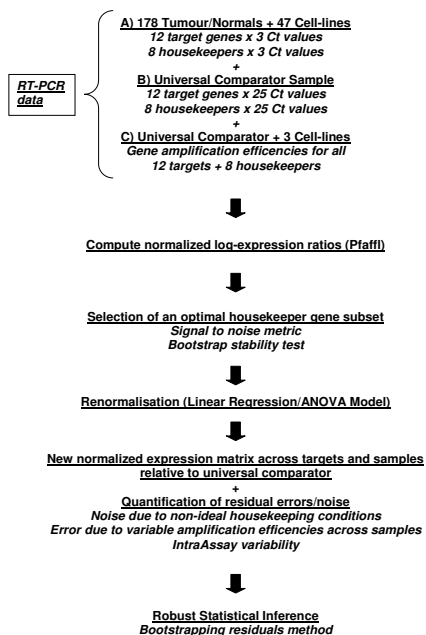 A) 178 Tumour/Normals + 47 Cell-lines
12 target genes x 3 Ct values
8 housekeepers x 3 Ct values
+
RT-PCR
data
B) Universal Comparator Sample
12 target genes x 25 Ct values
8 housekeepers x 25 Ct values
+
C) Universal Comparator + 3 Cell-lines
Gene amplification efficencies for all
12 targets + 8 housekeepers
Compute normalized log-expression ratios (Pfaffl)
Selection of an optimal housekeeper gene subset
Signal to noise metric
Bootstrap stability test
Renormalisation (Linear Regression/ANOVA Model)
New normalized expression matrix across targets and samples
relative to universal comparator
+
Quantification of residual errors/noise
Noise due to non-ideal housekeeping conditions
Error due to variable amplification efficencies across samples
IntraAssay variability
Robust Statistical Inference
Bootstrapping residuals method